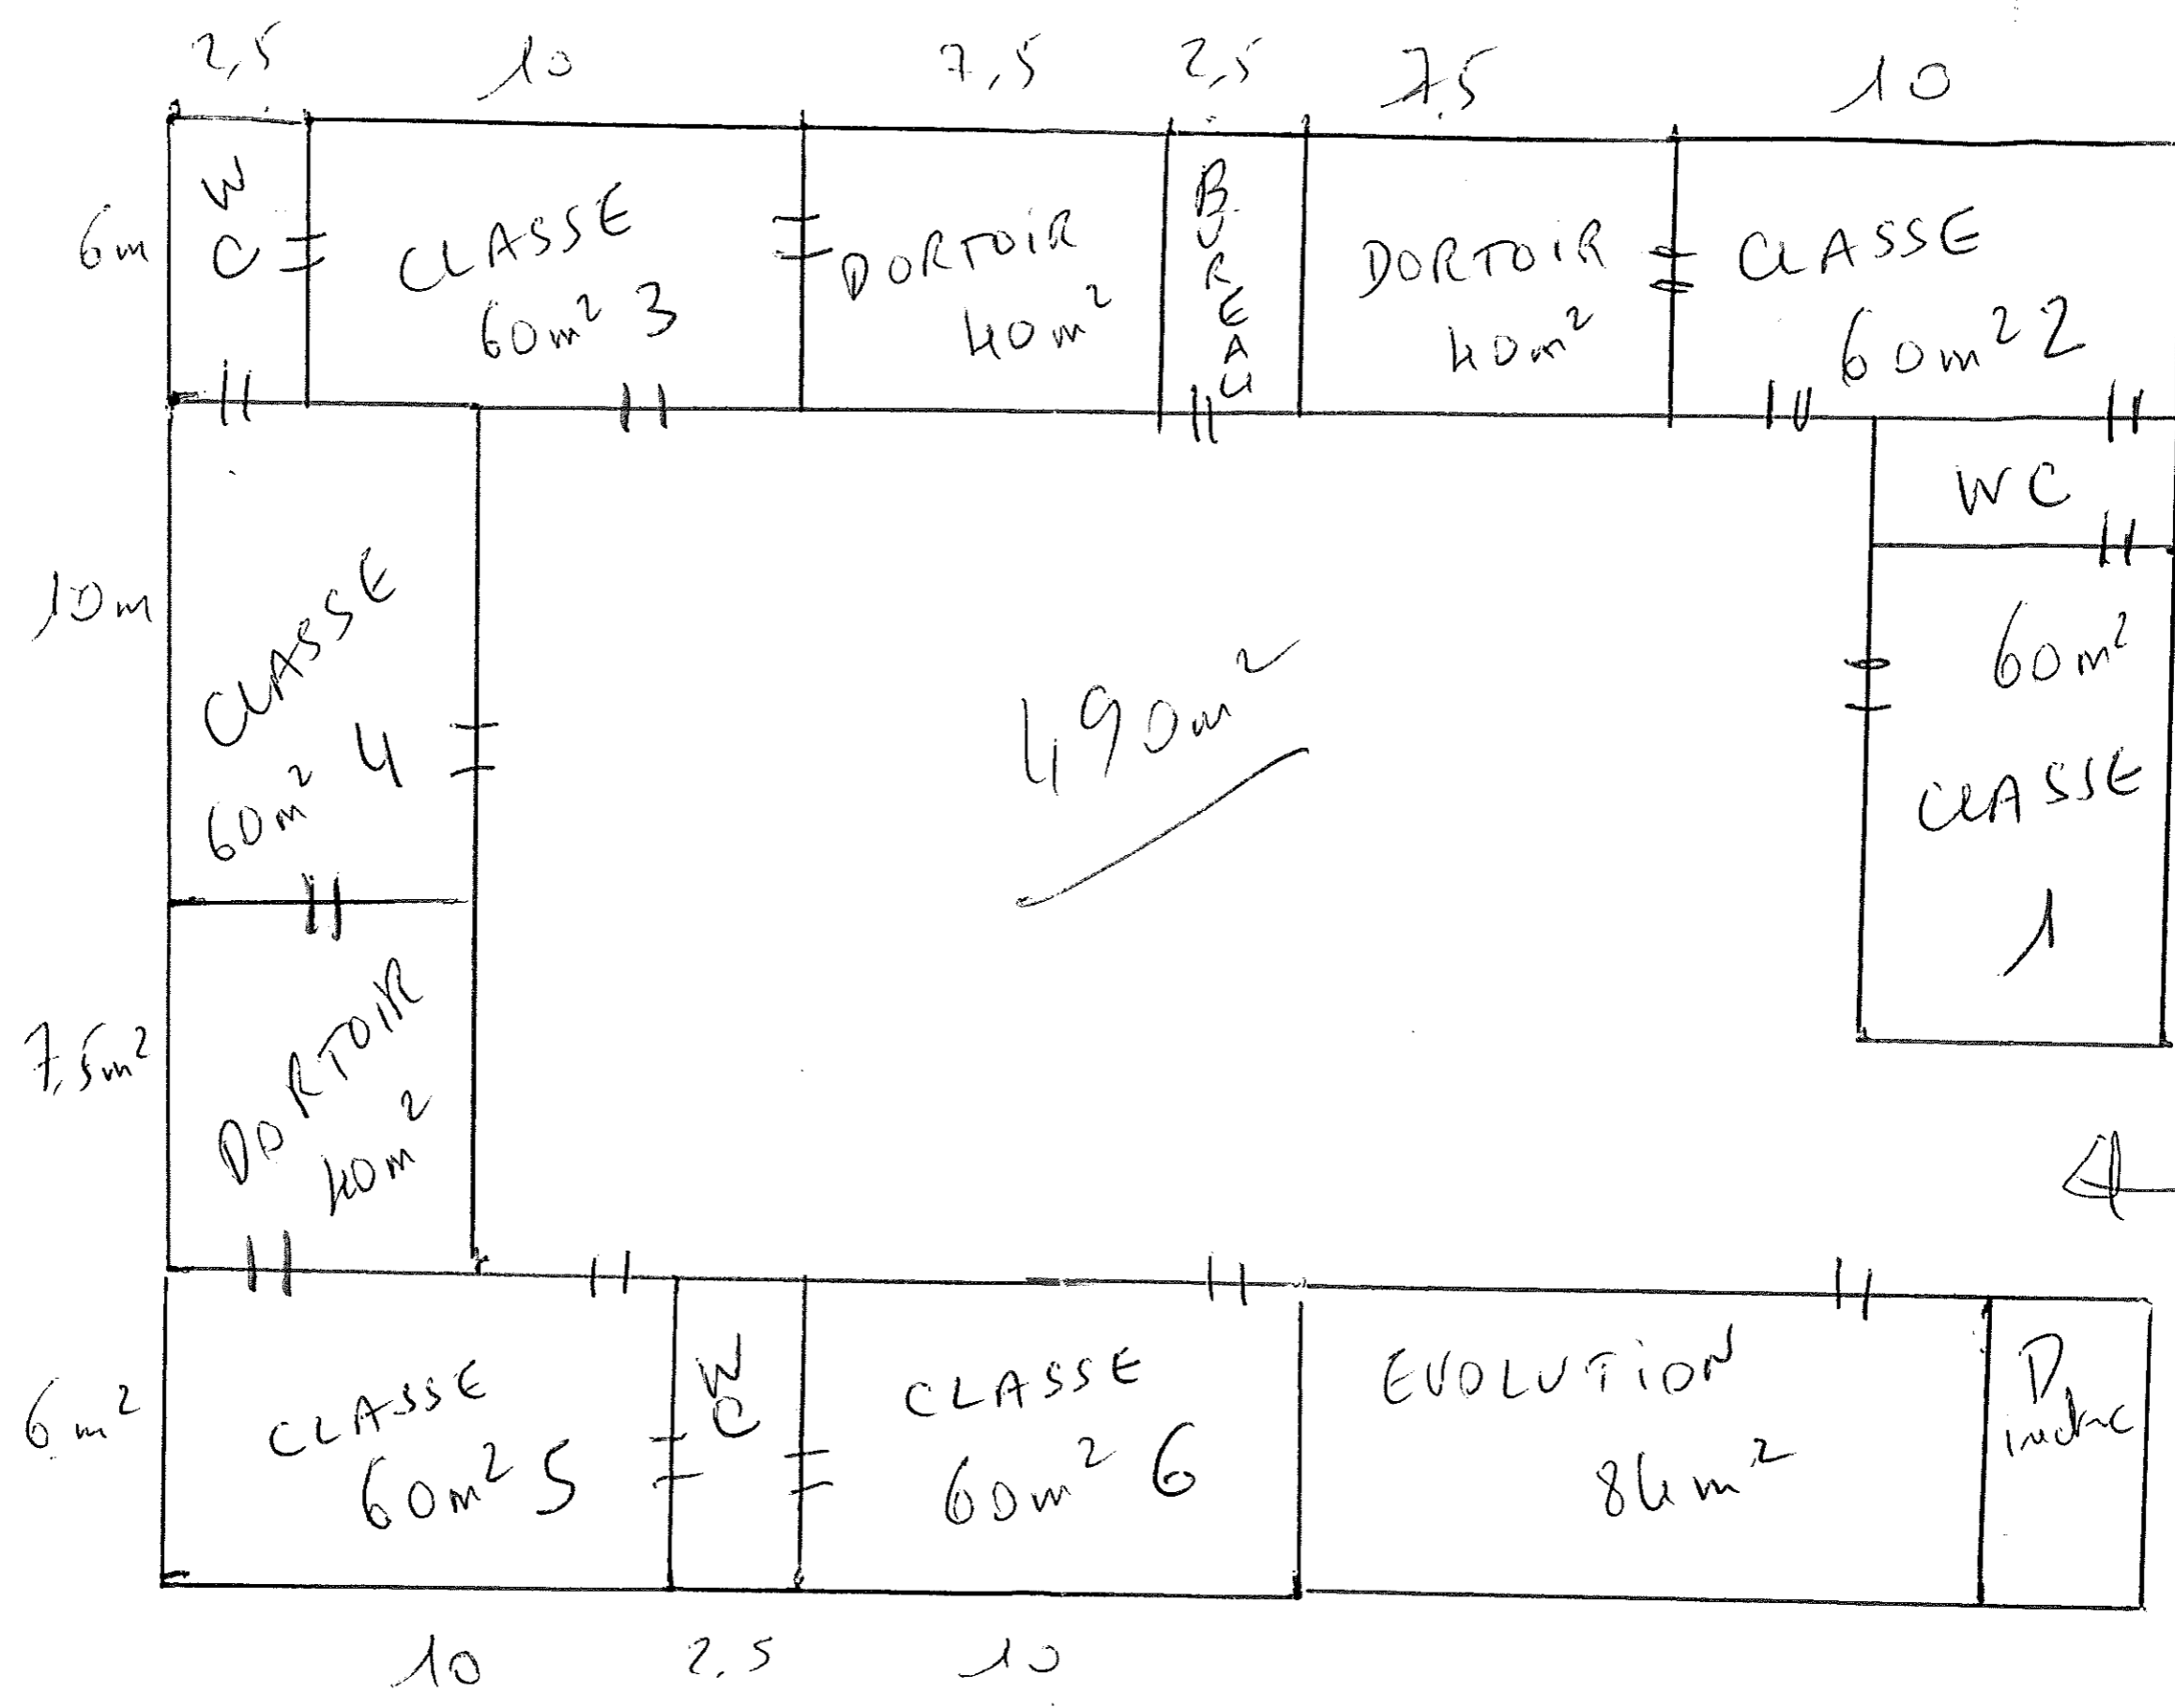 2,5 10 7,5 2,5 7,5 10
6m
WC
CLASSE
60m² 3
DORTOIR
40m²
BUREAU
DORTOIR
40m²
CLASSE
60m² 2
WC
10m
CLASSE
60m² 4
490m²
60m²
CLASSE
1
7,5m²
DORTOIR
40m²
6m²
CLASSE
60m² 5
WC
CLASSE
60m² 6
EVOLUTION
84m²
10 2,5 10